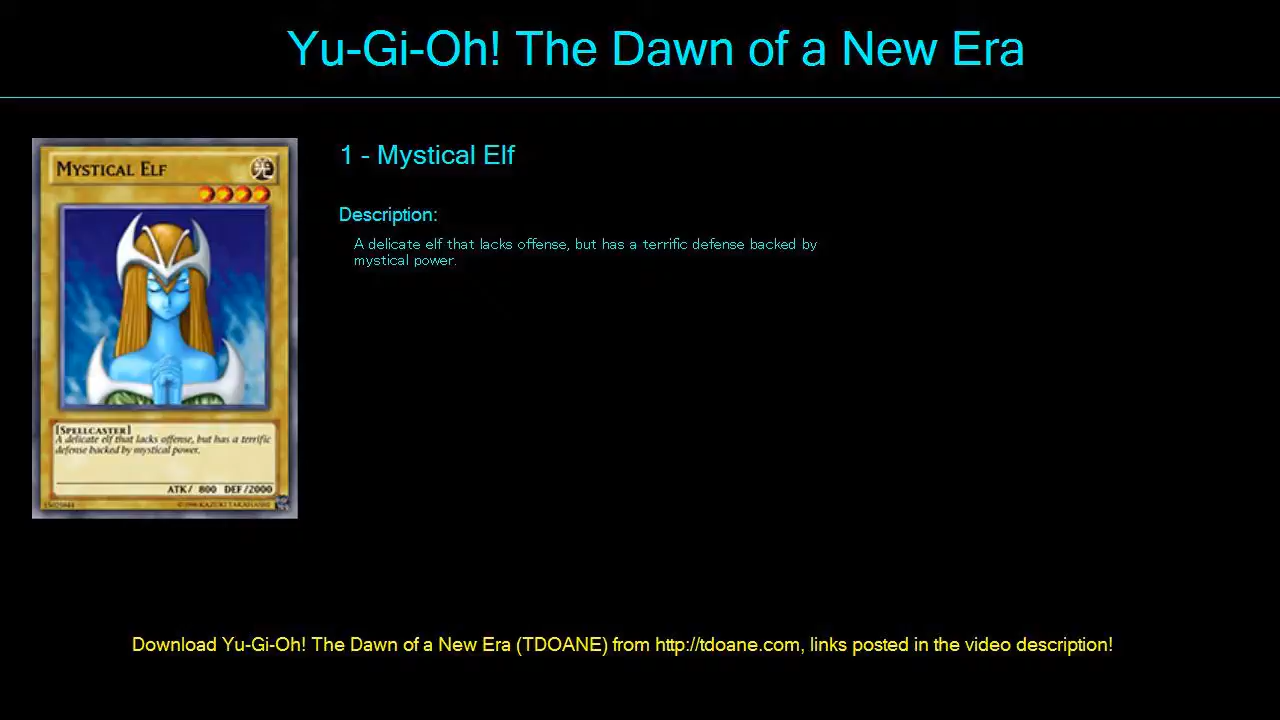 Yu-Gi-Oh! The Dawn of a New Era
MYSTICAL ELF
光
[SPELLCASTER]
A delicate elf that lacks offense, but has a terrific
defense backed by mystical power.
ATK/ 800 DEF/2000
©1996 KAZUKI TAKAHASHI
1 - Mystical Elf
Description:
A delicate elf that lacks offense, but has a terrific defense backed by
mystical power.
Download Yu-Gi-Oh! The Dawn of a New Era (TDOANE) from http://tdoane.com, links posted in the video description!